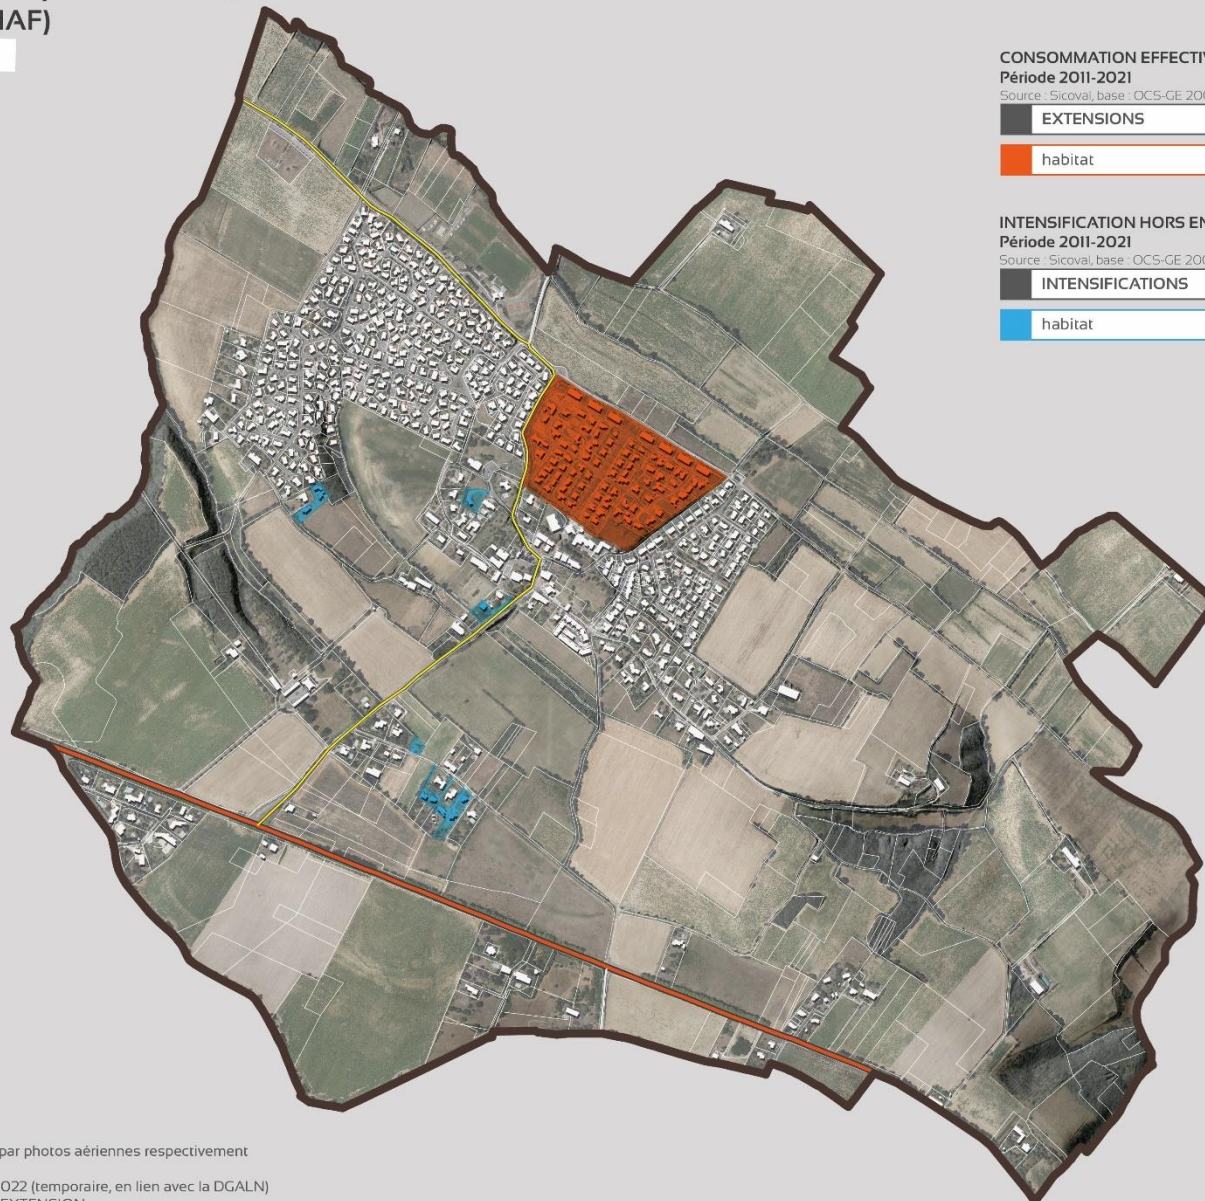 CONSOMMATION EFFECTIV
Période 2011-2021
Source : Sicoval, base : OCS-GE 200
EXTENSIONS
habitat
INTENSIFICATION HORS EN
Période 2011-2021
Source : Sicoval, base : OCS-GE 200
INTENSIFICATIONS
habitat
par photos aériennes respectivement
022 (temporaire, en lien avec la DGALN)